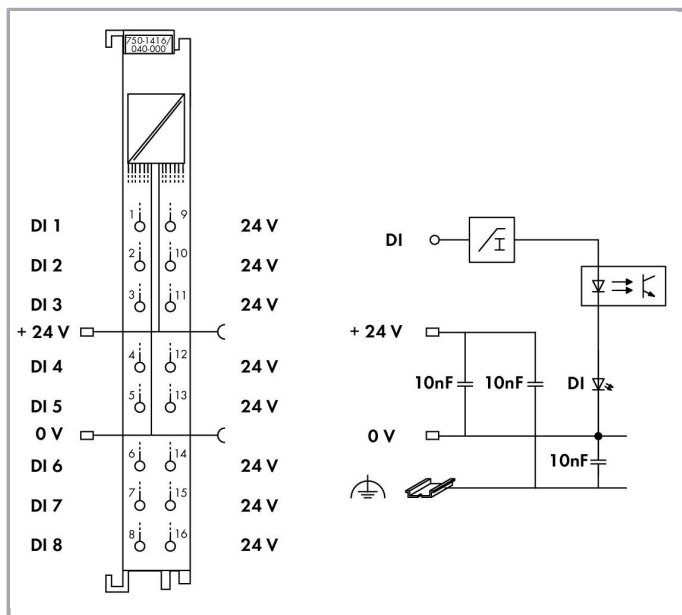 750-1416/
040-000
DI 1 1 9 24 V
DI 2 2 10 24 V
DI 3 3 11 24 V
+ 24 V
DI 4 4 12 24 V
DI 5 5 13 24 V
0 V
DI 6 6 14 24 V
DI 7 7 15 24 V
DI 8 8 16 24 V
DI I
+ 24 V
10nF 10nF DI
0 V
10nF